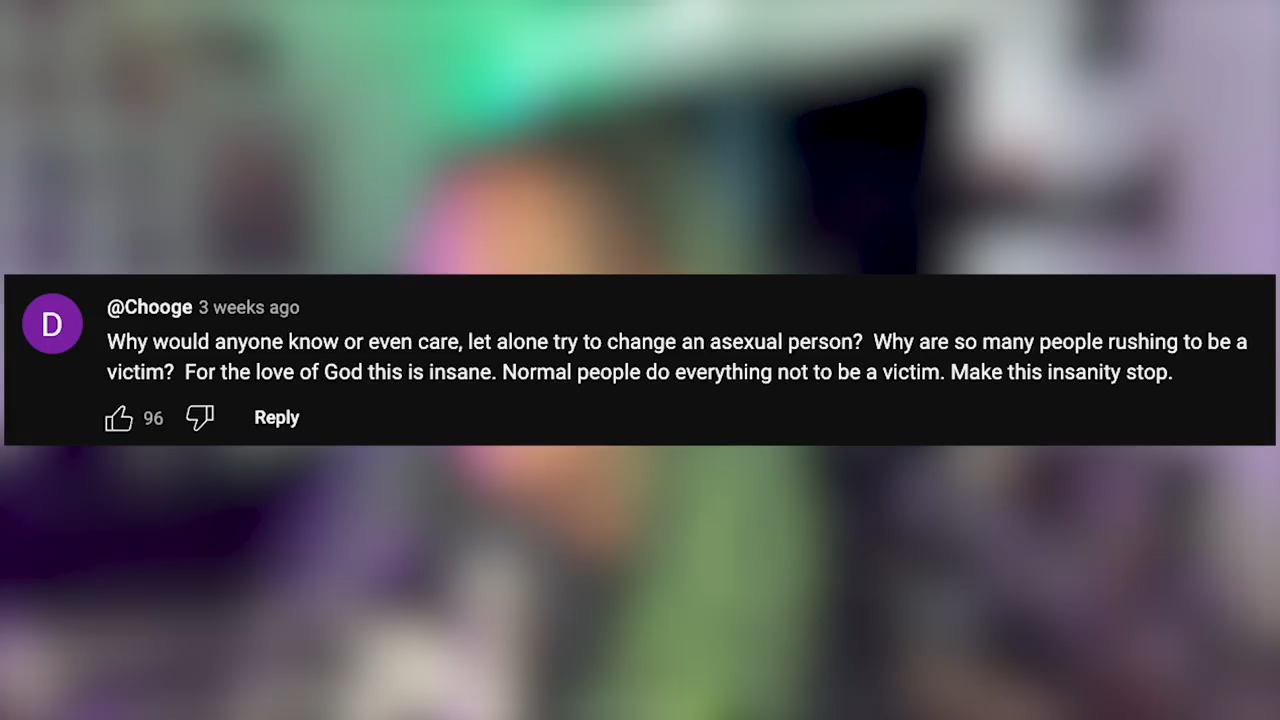 D
@Chooge 3 weeks ago
Why would anyone know or even care, let alone try to change an asexual person?  Why are so many people rushing to be a
victim?  For the love of God this is insane. Normal people do everything not to be a victim. Make this insanity stop.
96 Reply